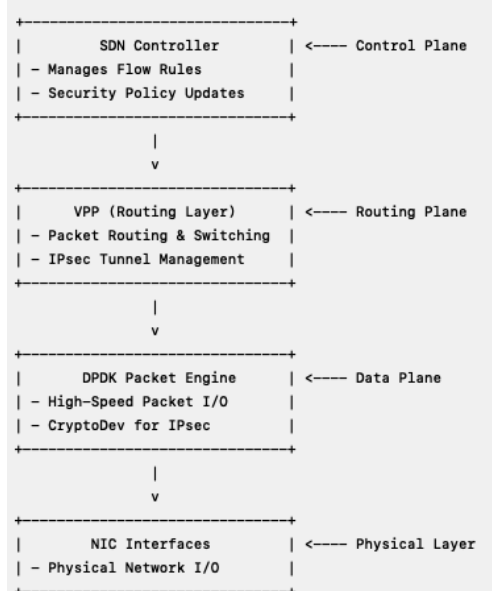 +------------------------------+
|        SDN Controller        | <---- Control Plane
| - Manages Flow Rules         |
| - Security Policy Updates    |
+------------------------------+
|
v
+------------------------------+
|     VPP (Routing Layer)      | <---- Routing Plane
| - Packet Routing & Switching |
| - IPsec Tunnel Management    |
+------------------------------+
|
v
+------------------------------+
|      DPDK Packet Engine      | <---- Data Plane
| - High-Speed Packet I/O      |
| - CryptoDev for IPsec        |
+------------------------------+
|
v
+------------------------------+
|       NIC Interfaces         | <---- Physical Layer
| - Physical Network I/O       |
+------------------------------+